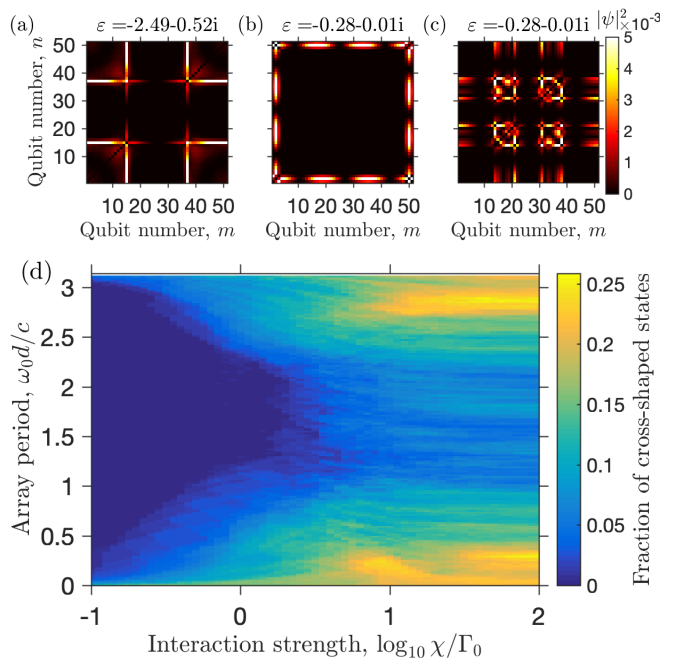 (a) ε=-2.49-0.52i (b) ε=-0.28-0.01i (c) ε=-0.28-0.01i |ψ|²
×10⁻³
Qubit number, n
50
40
30
20
10
10 20 30 40 50
10 20 30 40 50
10 20 30 40 50
Qubit number, m
Qubit number, m
Qubit number, m
5
4
3
2
1
0
(d)
Array period, ω₀d/c
3
2.5
2
1.5
1
0.5
0
-1 0 1 2
Interaction strength, log₁₀ χ/Γ₀
0.25
0.2
0.15
0.1
0.05
0
Fraction of cross-shaped states